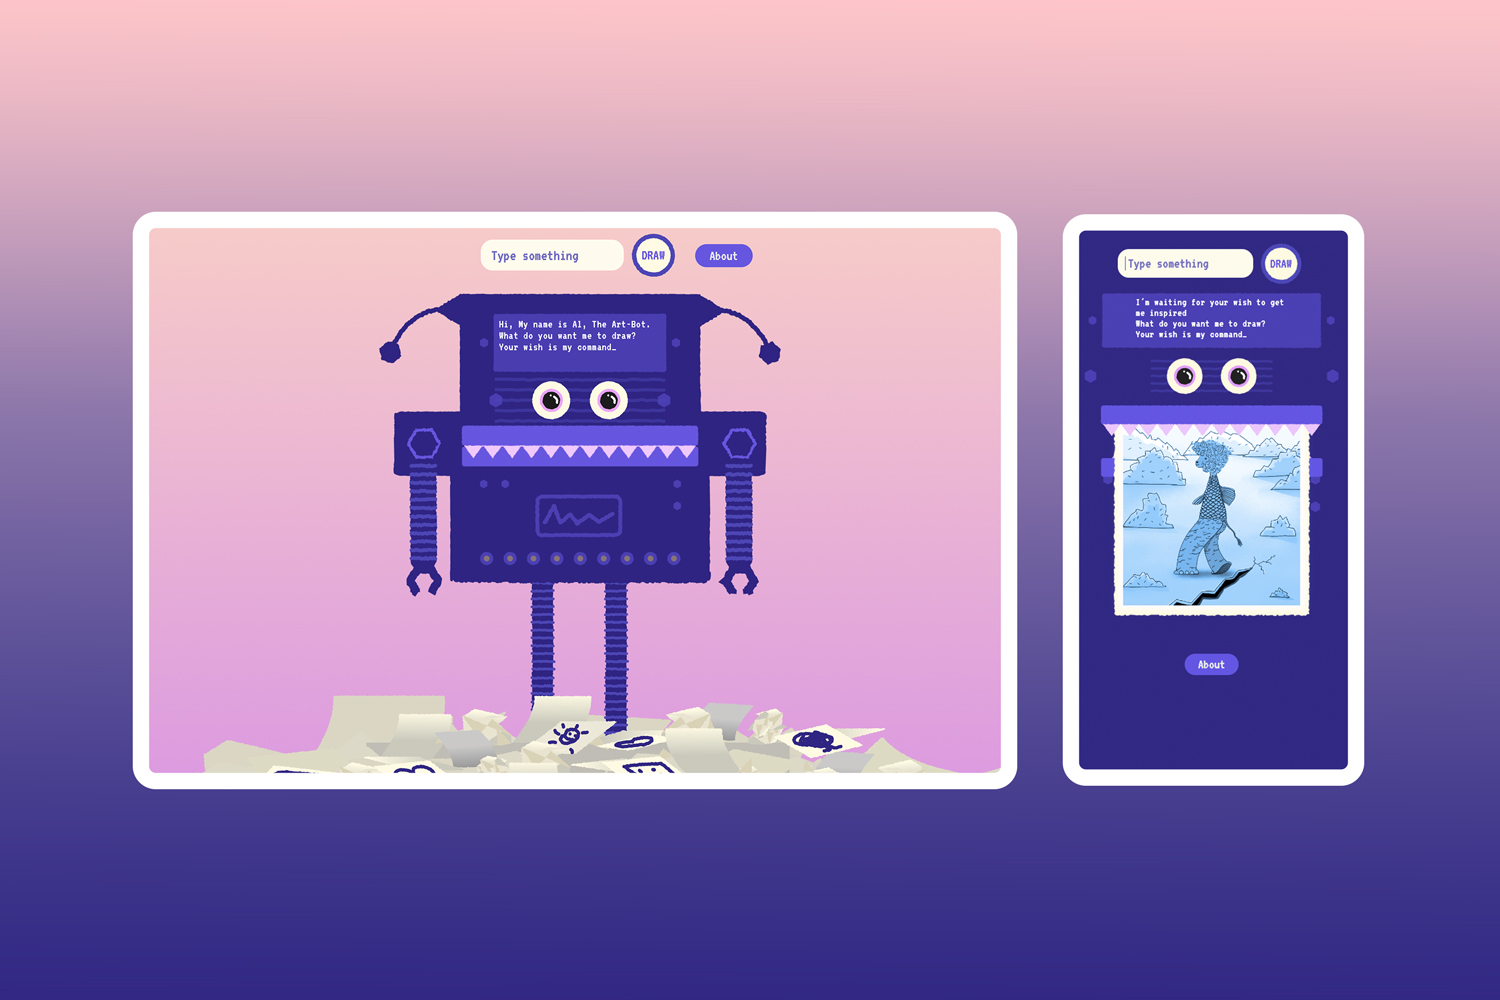 Type something
DRAW
About
Hi, My name is A1, The Art-Bot.
What do you want me to draw?
Your wish is my command…
Type something
DRAW
I'm waiting for your wish to get
me inspired
What do you want me to draw?
Your wish is my command…
About